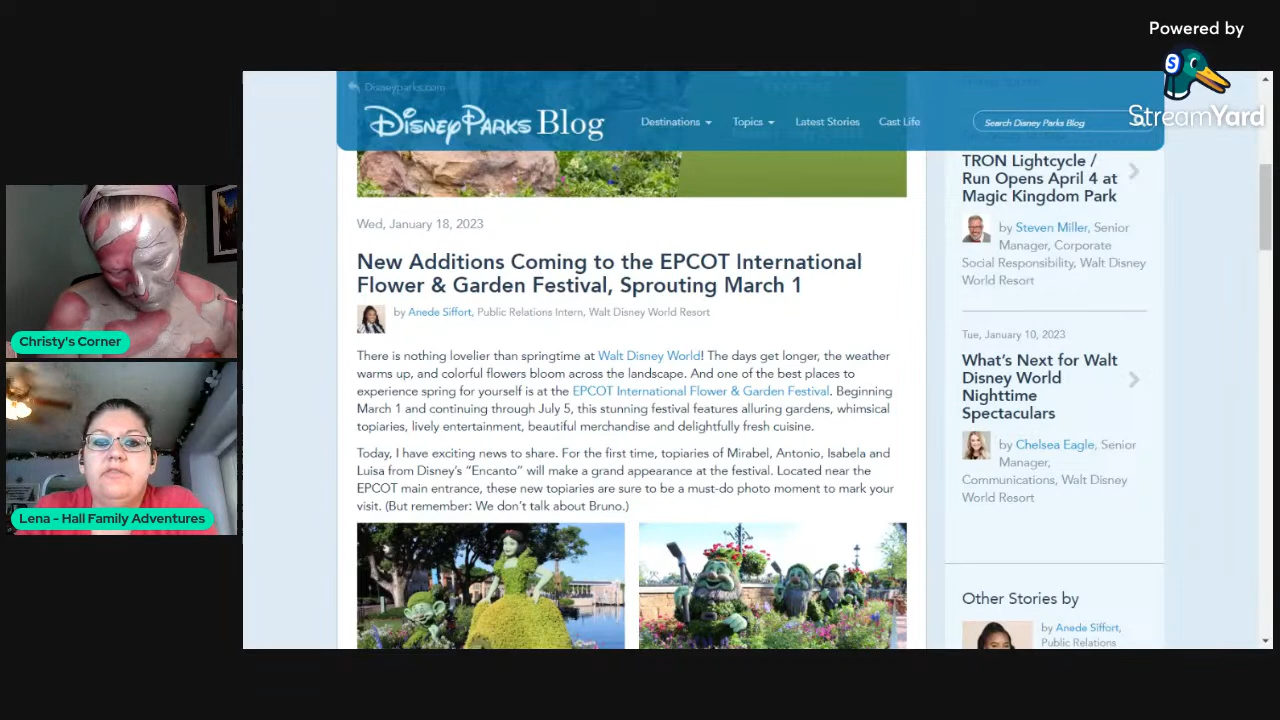 Powered by
S
StreamYard
Disneyparks.com
Disney Parks Blog
Destinations
Topics
Latest Stories
Cast Life
Search Disney Parks Blog
Wed, January 18, 2023
New Additions Coming to the EPCOT International
Flower & Garden Festival, Sprouting March 1
by Anede Siffort, Public Relations Intern, Walt Disney World Resort
There is nothing lovelier than springtime at Walt Disney World! The days get longer, the weather
warms up, and colorful flowers bloom across the landscape. And one of the best places to
experience spring for yourself is at the EPCOT International Flower & Garden Festival. Beginning
March 1 and continuing through July 5, this stunning festival features alluring gardens, whimsical
topiaries, lively entertainment, beautiful merchandise and delightfully fresh cuisine.
Today, I have exciting news to share. For the first time, topiaries of Mirabel, Antonio, Isabela and
Luisa from Disney's "Encanto" will make a grand appearance at the festival. Located near the
EPCOT main entrance, these new topiaries are sure to be a must-do photo moment to mark your
visit. (But remember: We don't talk about Bruno.)
TRON Lightcycle /
Run Opens April 4 at
Magic Kingdom Park
by Steven Miller, Senior
Manager, Corporate
Social Responsibility, Walt Disney
World Resort
Tue, January 10, 2023
What's Next for Walt
Disney World
Nighttime
Spectaculars
by Chelsea Eagle, Senior
Manager,
Communications, Walt Disney
World Resort
Other Stories by
by Anede Siffort,
Public Relations
Christy's Corner
Lena - Hall Family Adventures